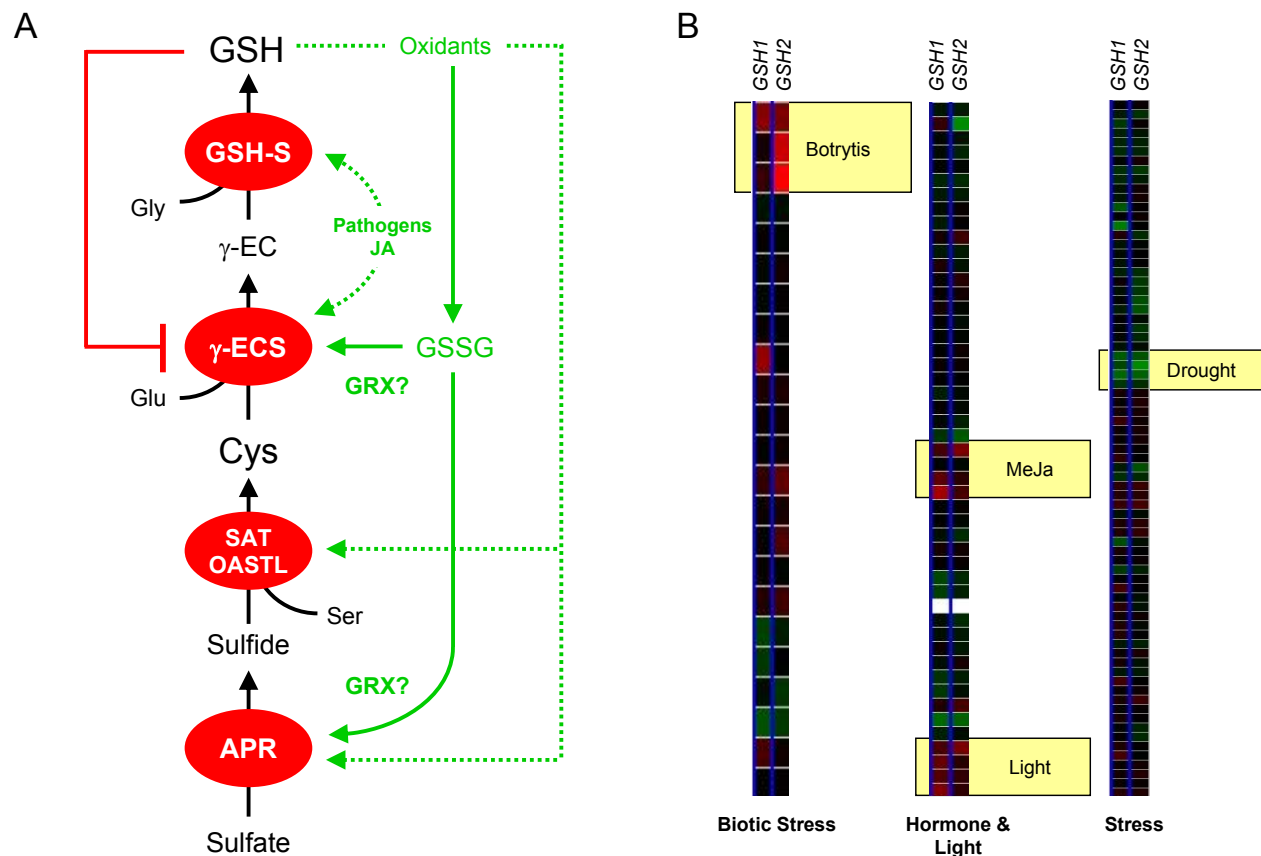 A
GSH
Oxidants
GSH-S
Gly
Pathogens
JA
γ-EC
γ-ECS
GSSG
GRX?
Glu
Cys
SAT
OASTL
Ser
Sulfide
GRX?
APR
Sulfate
B
GSH1
GSH2
Botrytis
Biotic Stress
GSH1
GSH2
MeJa
Light
Hormone &
Light
GSH1
GSH2
Drought
Stress